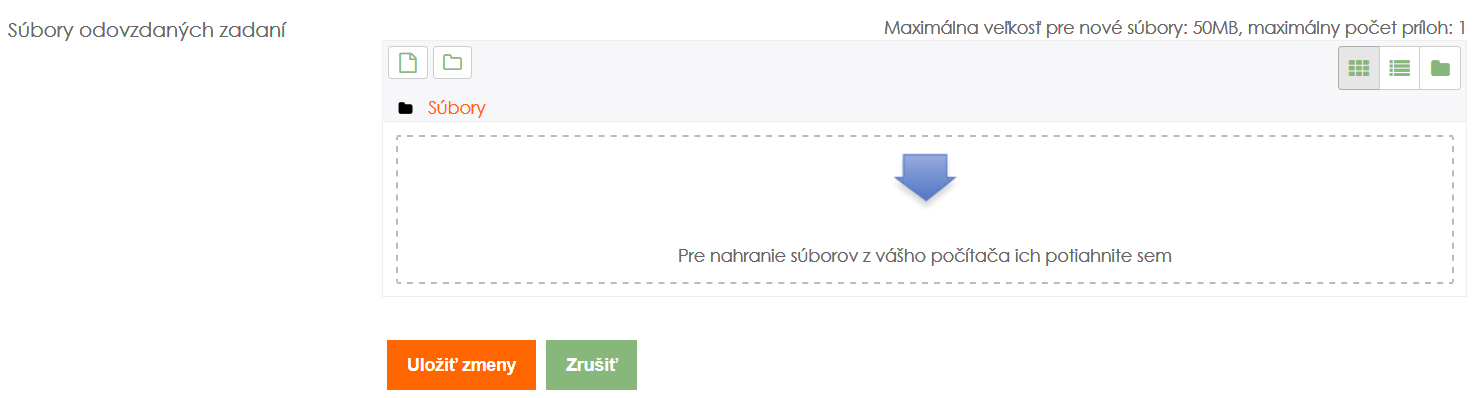 Súbory odovzdaných zadaní
Maximálna veľkosť pre nové súbory: 50MB, maximálny počet príloh: 1
Súbory
Pre nahranie súborov z vášho počítača ich potiahnite sem
Uložiť zmeny
Zrušiť